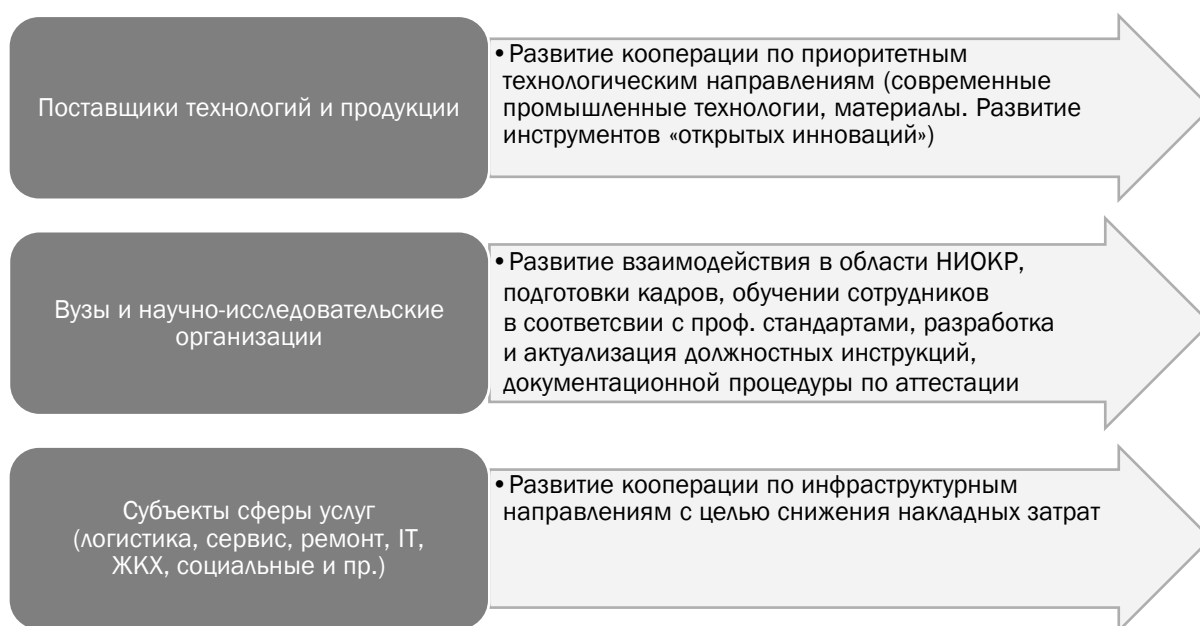 Поставщики технологий и продукции
• Развитие кооперации по приоритетным
технологическим направлениям (современные
промышленные технологии, материалы. Развитие
инструментов «открытых инноваций»)
Вузы и научно-исследовательские
организации
• Развитие взаимодействия в области НИОКР,
подготовки кадров, обучении сотрудников
в соответсвии с проф. стандартами, разработка
и актуализация должностных инструкций,
документационной процедуры по аттестации
Субъекты сферы услуг
(логистика, сервис, ремонт, IT,
ЖКХ, социальные и пр.)
• Развитие кооперации по инфраструктурным
направлениям с целью снижения накладных затрат